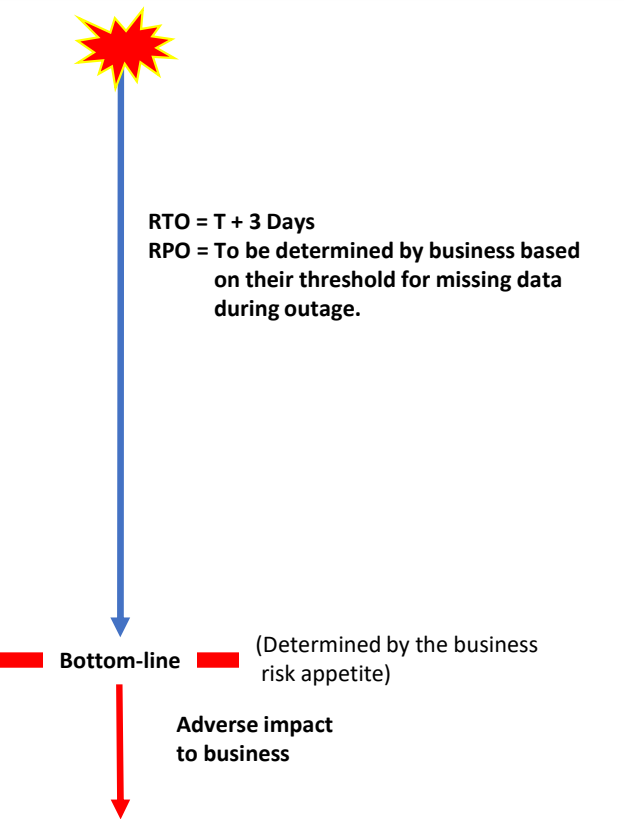 RTO = T + 3 Days
RPO = To be determined by business based
on their threshold for missing data
during outage.
Bottom-line
(Determined by the business
risk appetite)
Adverse impact
to business